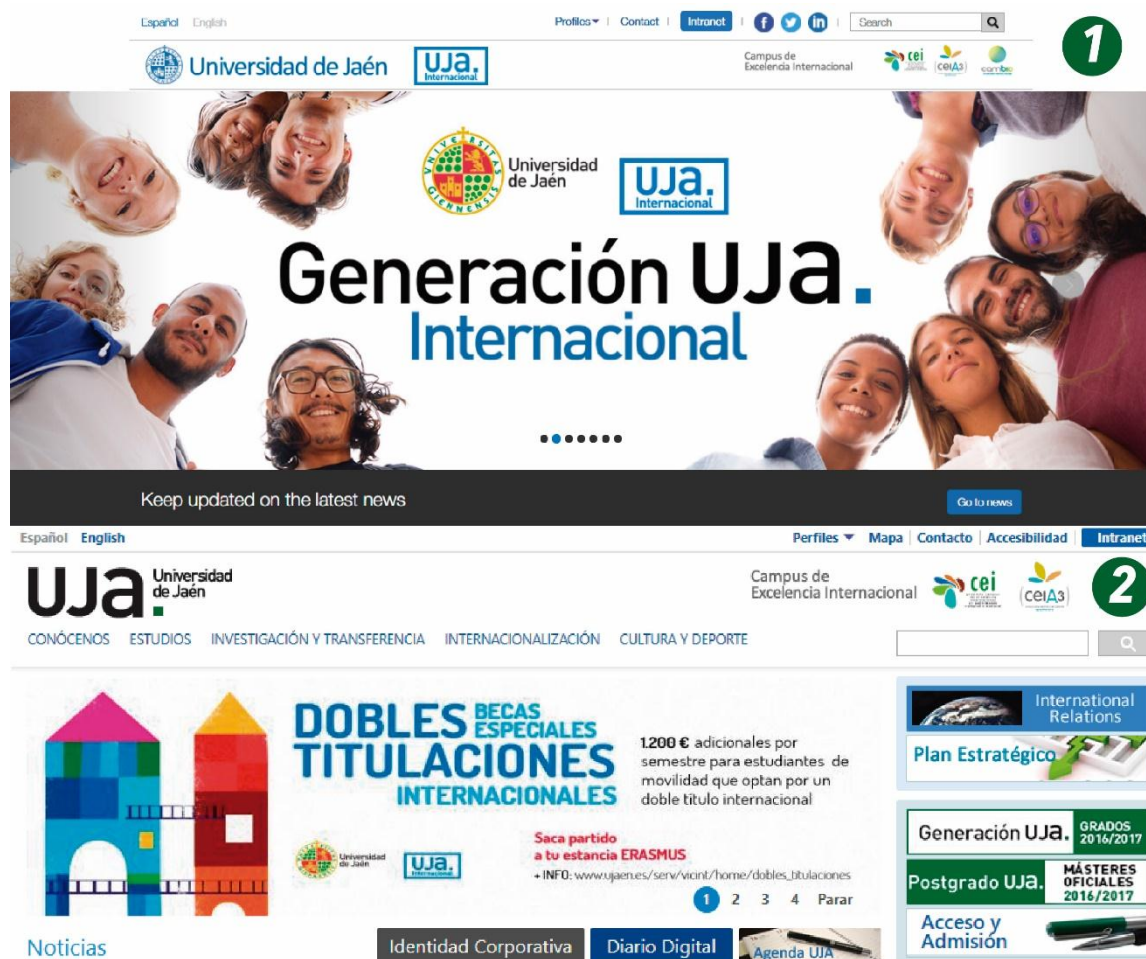 Español English
Profiles Contact Intranet Search
1
Universidad de Jaén
UJa.
Internacional
Campus de
Excelencia Internacional
cei
ceiA3
cambio
UNIVERSITAS
GIENNENSIS
Universidad
de Jaén
UJa.
Internacional
Generación UJa.
Internacional
Keep updated on the latest news
Go to news
Español English
Perfiles Mapa Contacto Accesibilidad Intranet
UJa.
Universidad
de Jaén
Campus de
Excelencia Internacional
cei
ceiA3
2
CONÓCENOS ESTUDIOS INVESTIGACIÓN Y TRANSFERENCIA INTERNACIONALIZACIÓN CULTURA Y DEPORTE
DOBLES BECAS
ESPECIALES
TITULACIONES
INTERNACIONALES
1.200 € adicionales por
semestre para estudiantes de
movilidad que optan por un
doble título internacional
Saca partido
a tu estancia ERASMUS
+ INFO: www.ujaen.es/serv/vicint/home/dobles_titulaciones
Universidad
de Jaén
UJa.
Internacional
1 2 3 4 Parar
International
Relations
Plan Estratégico
Generación UJa. GRADOS
2016/2017
Postgrado UJa. MÁSTERES
OFICIALES
2016/2017
Acceso y
Admisión
Noticias
Identidad Corporativa
Diario Digital
Agenda UJA